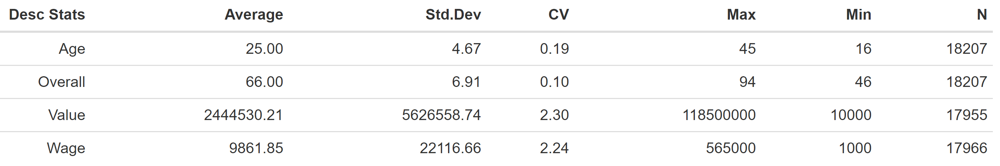 Desc Stats Average Std.Dev CV Max Min N
Age 25.00 4.67 0.19 45 16 18207
Overall 66.00 6.91 0.10 94 46 18207
Value 2444530.21 5626558.74 2.30 118500000 10000 17955
Wage 9861.85 22116.66 2.24 565000 1000 17966